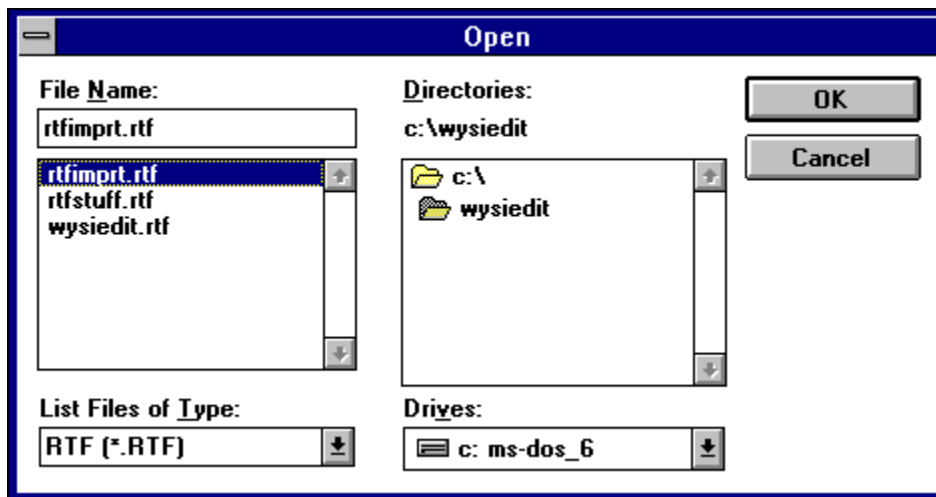 Open
File Name:
rtfimprt.rtf
rtfimprt.rtf
rtfstuff.rtf
wysiedit.rtf
List Files of Type:
RTF (*.RTF)
Directories:
c:\wysiedit
c:\
wysiedit
Drives:
c: ms-dos_6
OK
Cancel